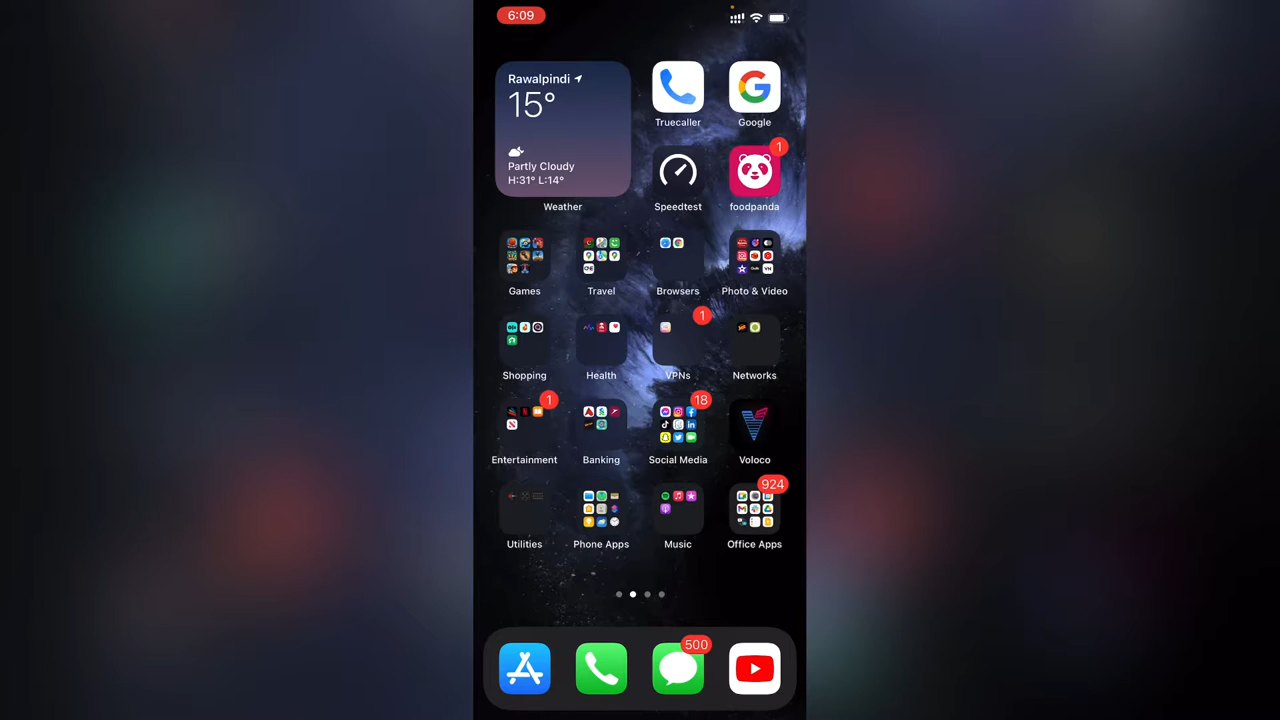 6:09
Rawalpindi
15°
Partly Cloudy
H:31° L:14°
Weather
Truecaller
Google
1
Speedtest
foodpanda
Games
Travel
Browsers
Photo & Video
1
Shopping
Health
VPNs
Networks
1
18
Entertainment
Banking
Social Media
Voloco
924
Utilities
Phone Apps
Music
Office Apps
500